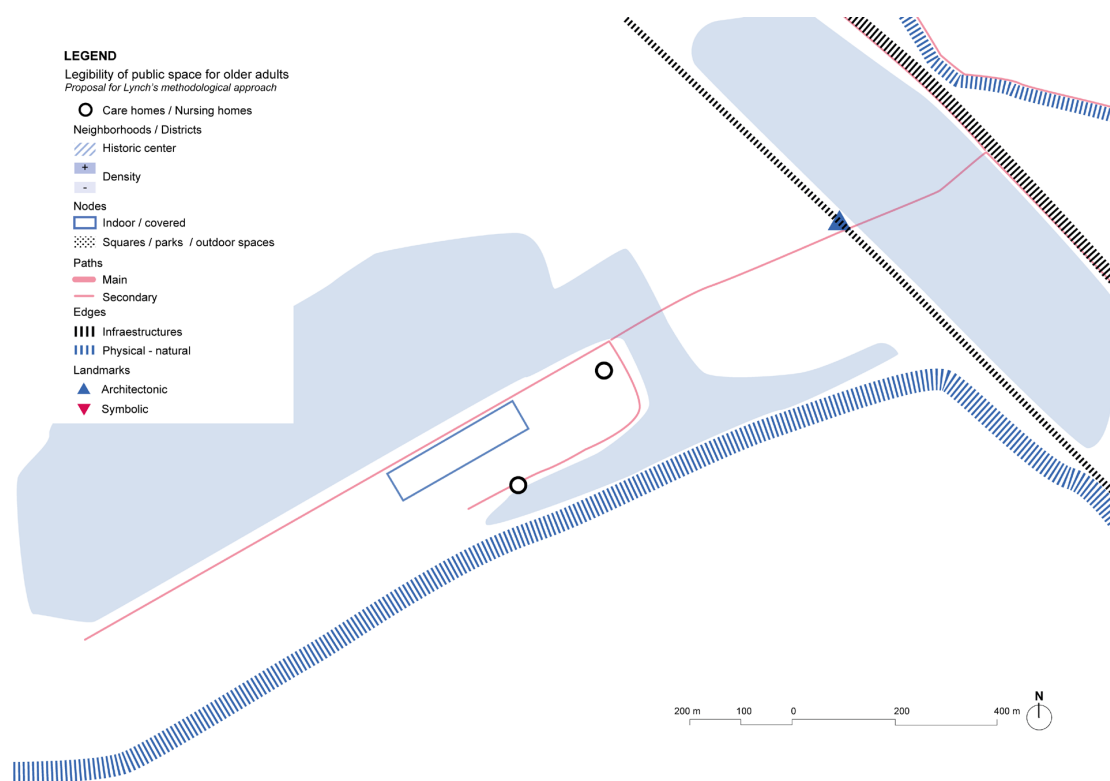 LEGEND
Legibility of public space for older adults
Proposal for Lynch's methodological approach
Care homes / Nursing homes
Neighborhoods / Districts
Historic center
+
Density
-
Nodes
Indoor / covered
Squares / parks / outdoor spaces
Paths
Main
Secondary
Edges
Infraestructures
Physical - natural
Landmarks
Architectonic
Symbolic
N
200 m 100 0 200 400 m